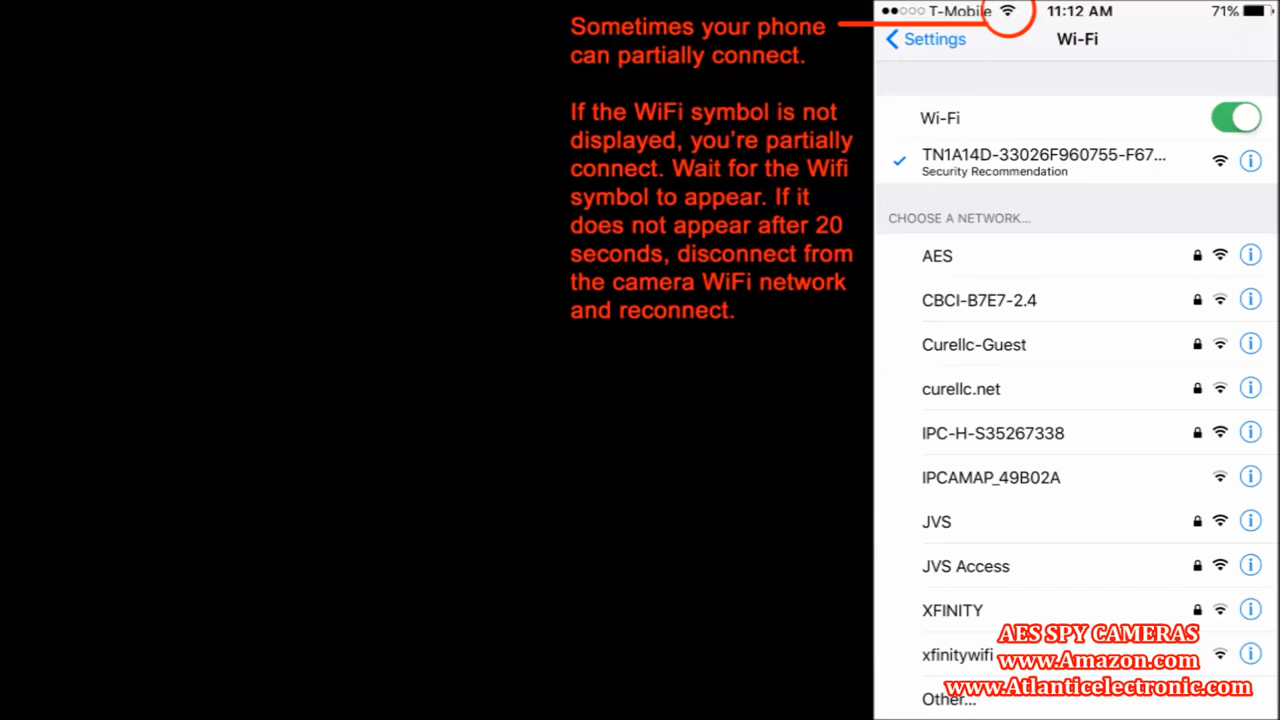 Sometimes your phone
can partially connect.
If the WiFi symbol is not
displayed, you're partially
connect. Wait for the Wifi
symbol to appear. If it
does not appear after 20
seconds, disconnect from
the camera WiFi network
and reconnect.
T-Mobile 11:12 AM 71%
Settings Wi-Fi
Wi-Fi
TN1A14D-33026F960755-F67...
Security Recommendation
CHOOSE A NETWORK...
AES
CBCI-B7E7-2.4
Curellc-Guest
curellc.net
IPC-H-S35267338
IPCAMAP_49B02A
JVS
JVS Access
XFINITY
xfinitywifi
Other...
AES SPY CAMERAS
www.Amazon.com
www.Atlanticelectronic.com